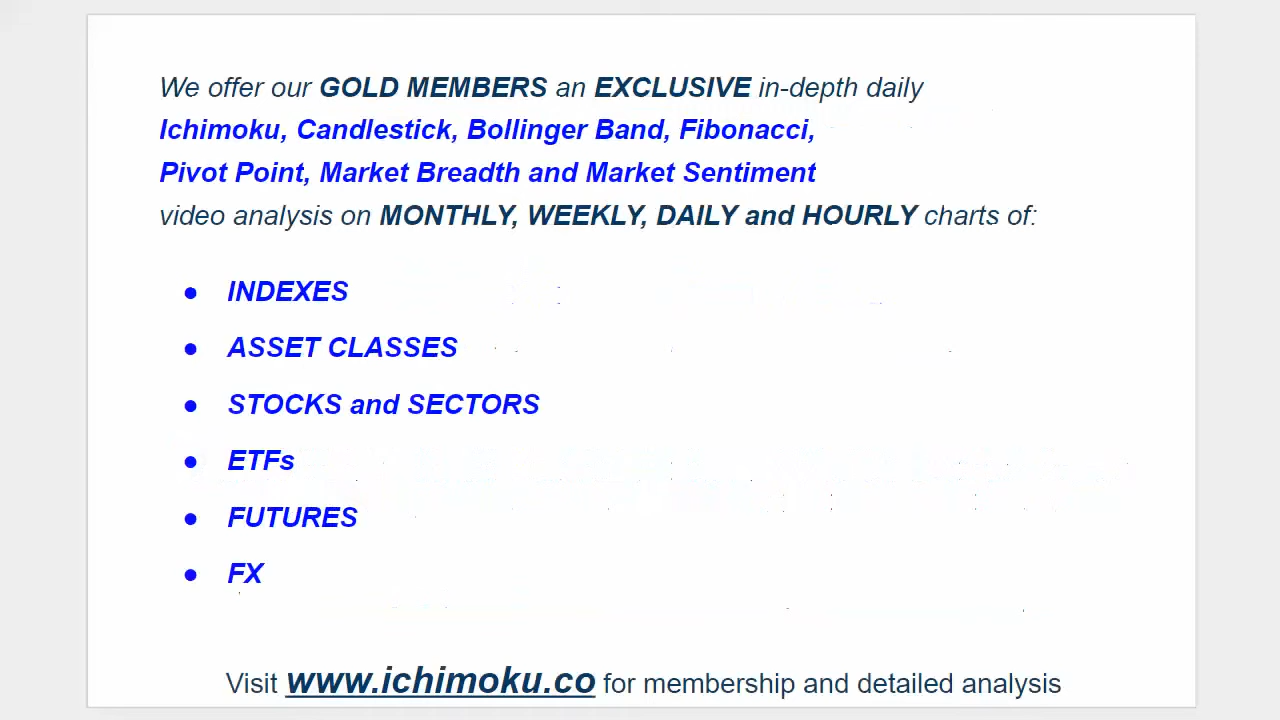 We offer our GOLD MEMBERS an EXCLUSIVE in-depth daily
Ichimoku, Candlestick, Bollinger Band, Fibonacci,
Pivot Point, Market Breadth and Market Sentiment
video analysis on MONTHLY, WEEKLY, DAILY and HOURLY charts of:
● INDEXES
● ASSET CLASSES
● STOCKS and SECTORS
● ETFs
● FUTURES
● FX
Visit www.ichimoku.co for membership and detailed analysis